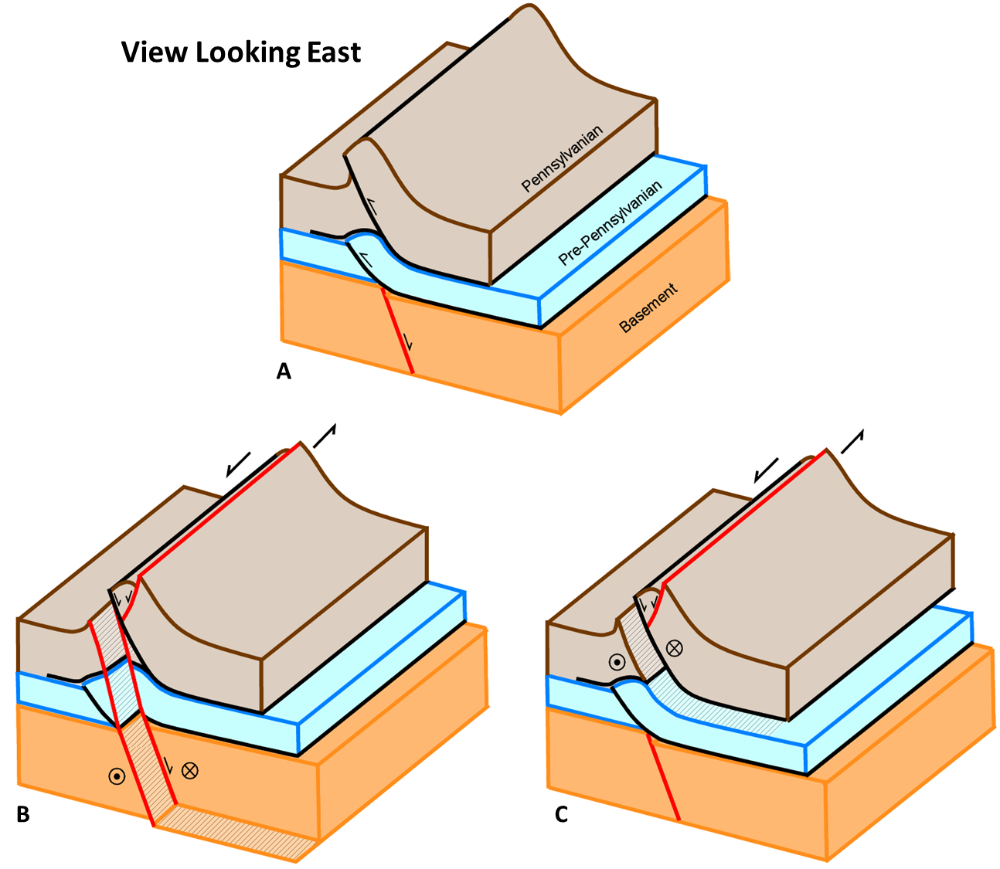 View Looking East
Pennsylvanian
Pre-Pennsylvanian
Basement
A
B
C